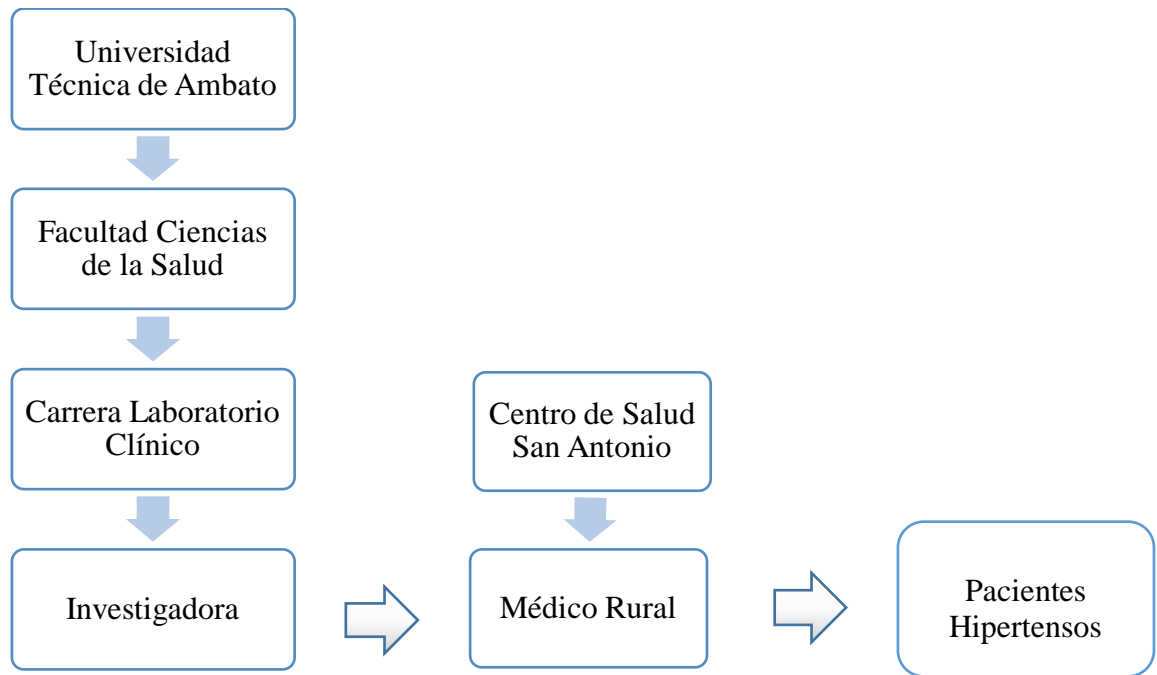 Universidad
Técnica de Ambato
Facultad Ciencias
de la Salud
Carrera Laboratorio
Clínico
Investigadora
Centro de Salud
San Antonio
Médico Rural
Pacientes
Hipertensos